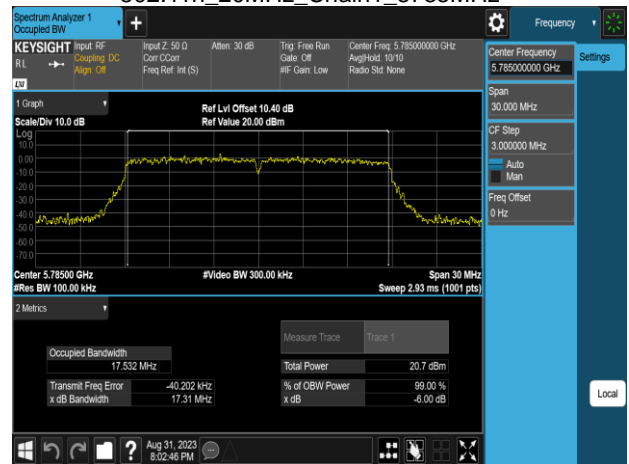 802.11n_20MHz_Chain1_5785MHz
Spectrum Analyzer 1
Occupied BW
Frequency
KEYSIGHT
R L
LXI
Input: RF
Coupling: DC
Align: Off
Input Z: 50 Ω
Corr CCorr
Freq Ref: Int (S)
Atten: 30 dB
Trig: Free Run
Gate: Off
#IF Gain: Low
Center Freq: 5.785000000 GHz
Avg|Hold: 10/10
Radio Std: None
Center Frequency
5.785000000 GHz
Settings
Span
30.000 MHz
CF Step
3.000000 MHz
Auto
Man
Freq Offset
0 Hz
1 Graph
Scale/Div 10.0 dB
Ref Lvl Offset 10.40 dB
Ref Value 20.00 dBm
Log
10.0
0.00
-10.0
-20.0
-30.0
-40.0
-50.0
-60.0
-70.0
Center 5.78500 GHz
#Res BW 100.00 kHz
#Video BW 300.00 kHz
Span 30 MHz
Sweep 2.93 ms (1001 pts)
2 Metrics
Measure Trace
Trace 1
Occupied Bandwidth
17.532 MHz
Total Power
20.7 dBm
Transmit Freq Error
-40.202 kHz
% of OBW Power
99.00 %
x dB Bandwidth
17.31 MHz
x dB
-6.00 dB
Local
?
Aug 31, 2023
8:02:46 PM